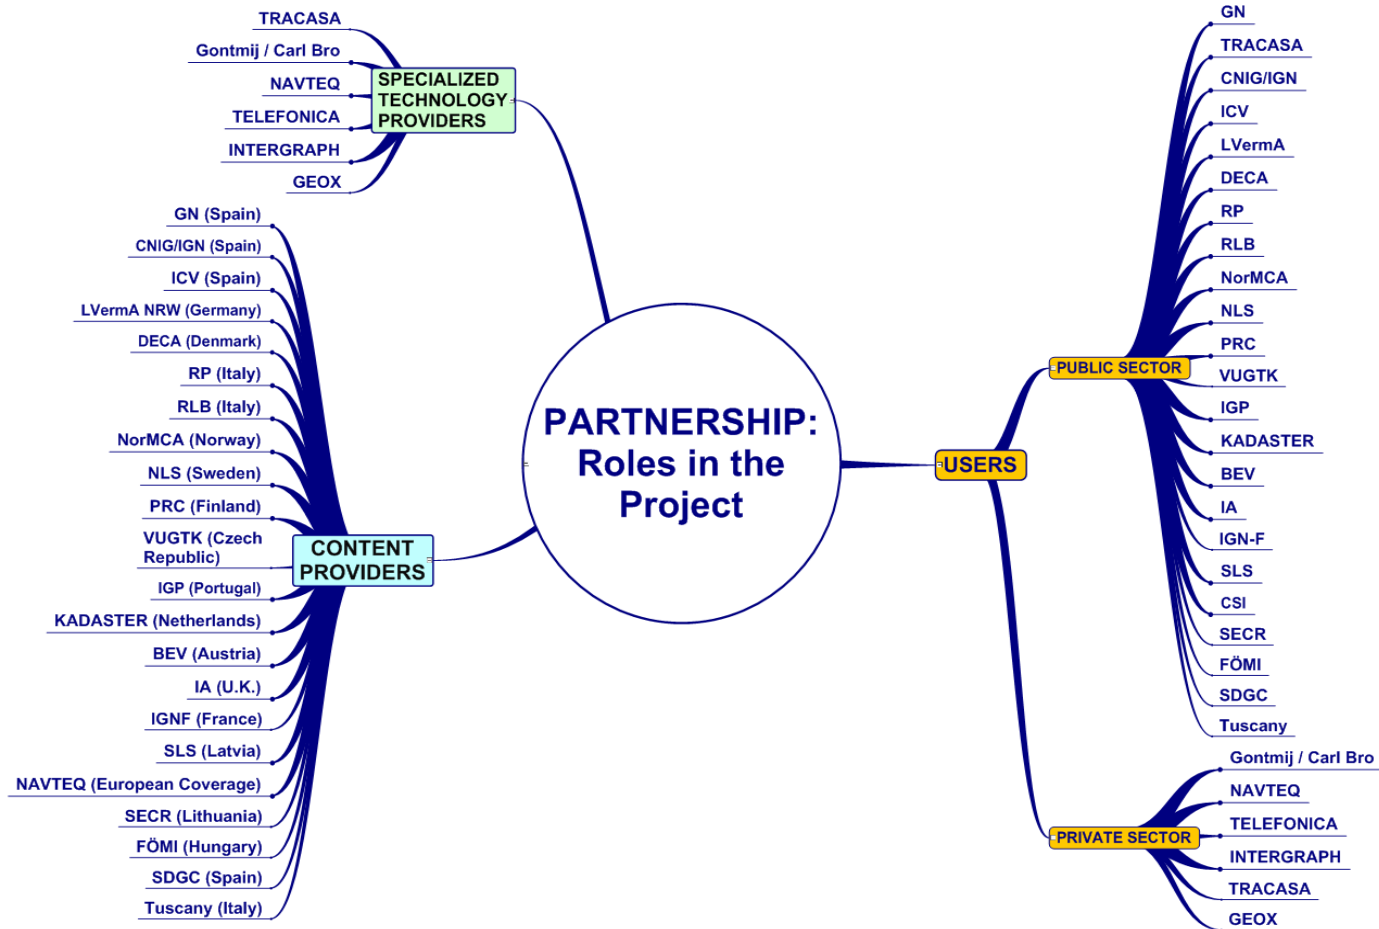 TRACASA
Gontmij / Carl Bro
NAVTEQ
TELEFONICA
INTERGRAPH
GEOX
SPECIALIZED
TECHNOLOGY
PROVIDERS
GN (Spain)
CNIG/IGN (Spain)
ICV (Spain)
LVermA NRW (Germany)
DECA (Denmark)
RP (Italy)
RLB (Italy)
NorMCA (Norway)
NLS (Sweden)
PRC (Finland)
VUGTK (Czech
Republic)
IGP (Portugal)
KADASTER (Netherlands)
BEV (Austria)
IA (U.K.)
IGNF (France)
SLS (Latvia)
NAVTEQ (European Coverage)
SECR (Lithuania)
FÖMI (Hungary)
SDGC (Spain)
Tuscany (Italy)
CONTENT
PROVIDERS
PARTNERSHIP:
Roles in the
Project
USERS
PUBLIC SECTOR
GN
TRACASA
CNIG/IGN
ICV
LVermA
DECA
RP
RLB
NorMCA
NLS
PRC
VUGTK
IGP
KADASTER
BEV
IA
IGN-F
SLS
CSI
SECR
FÖMI
SDGC
Tuscany
PRIVATE SECTOR
Gontmij / Carl Bro
NAVTEQ
TELEFONICA
INTERGRAPH
TRACASA
GEOX